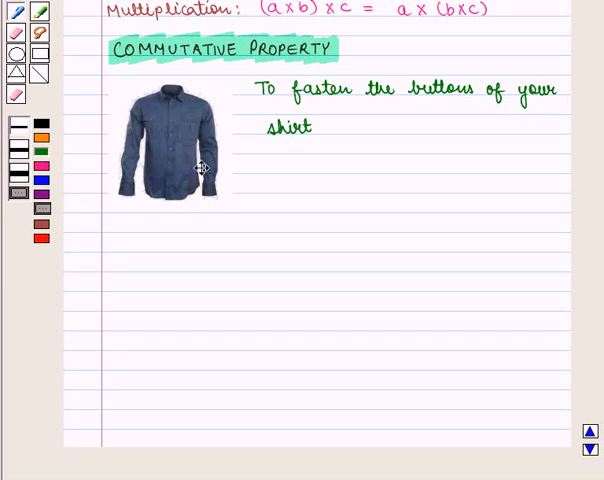 Multiplication: (a×b) × c = a × (b×c)
COMMUTATIVE PROPERTY
To fasten the buttons of your
shirt